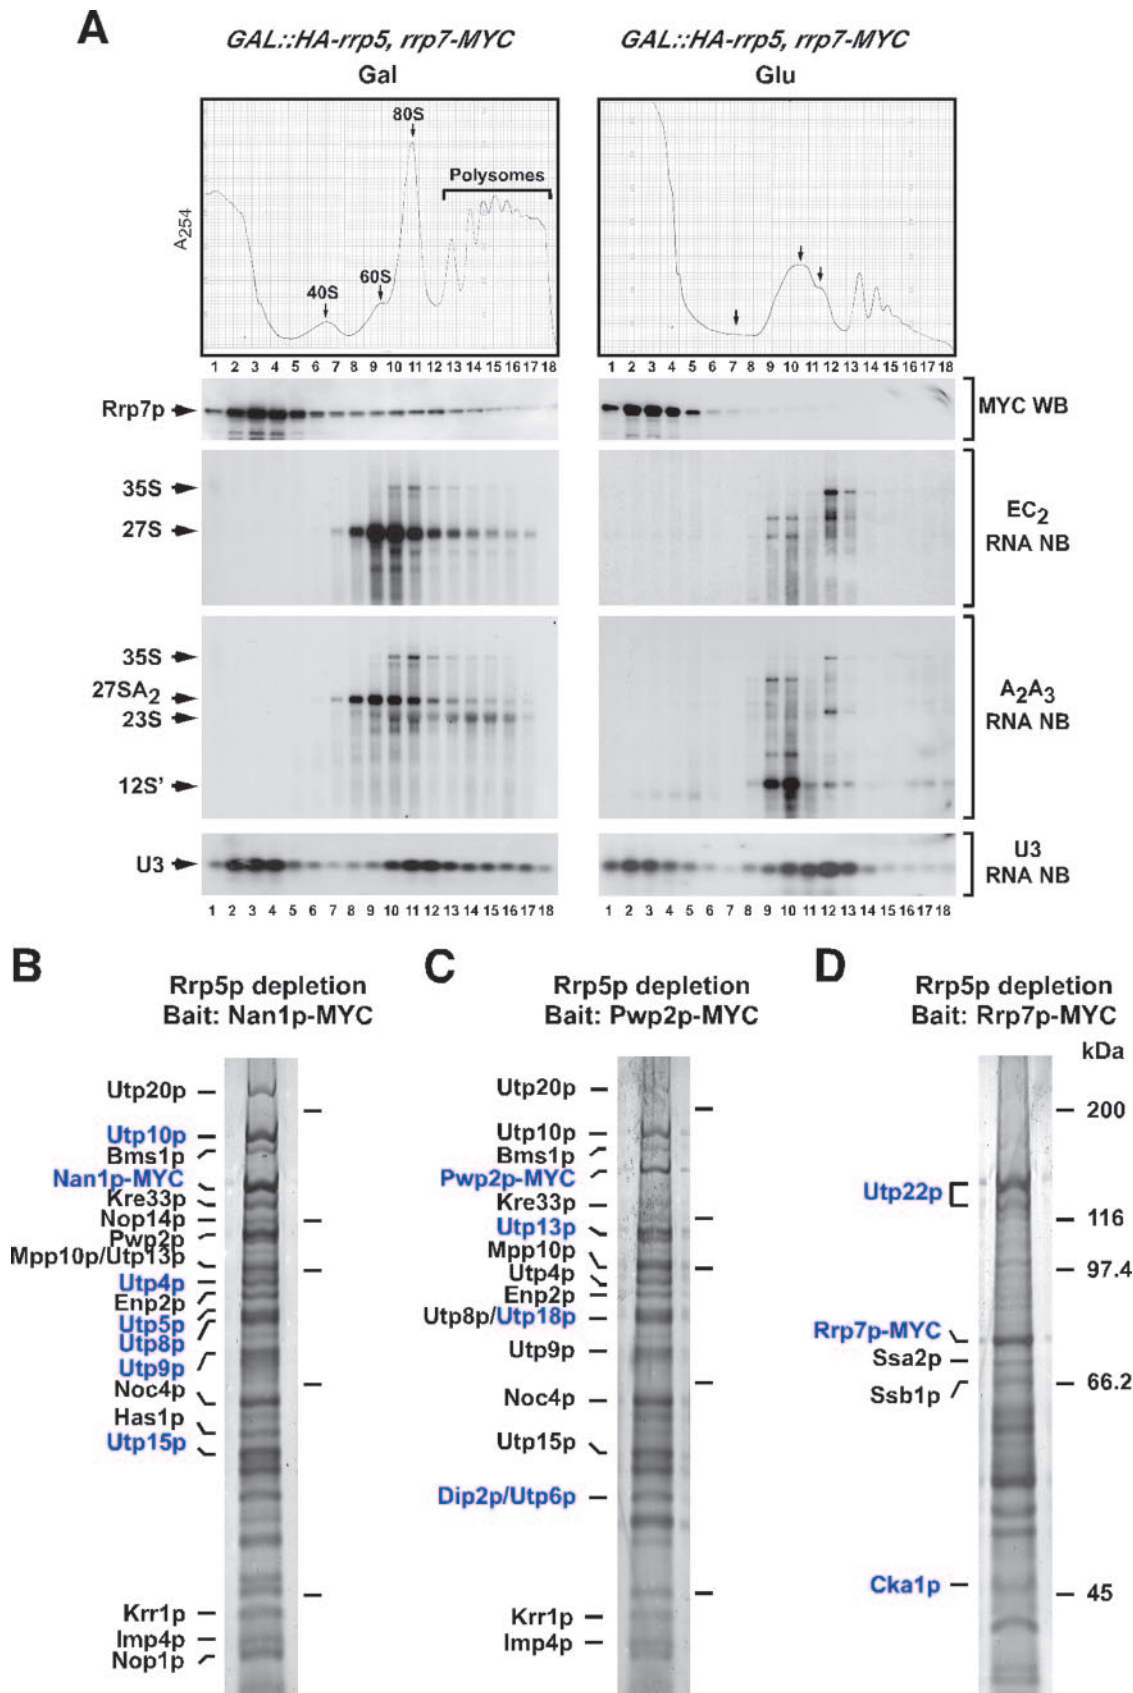 A
GAL::HA-rrp5, rrp7-MYC
GAL::HA-rrp5, rrp7-MYC
Gal
Glu
80S
Polysomes
60S
40S
A254
1 2 3 4 5 6 7 8 9 10 11 12 13 14 15 16 17 18
1 2 3 4 5 6 7 8 9 10 11 12 13 14 15 16 17 18
Rrp7p
MYC WB
35S
27S
EC2
RNA NB
35S
27SA2
23S
12S'
A2A3
RNA NB
U3
U3
RNA NB
1 2 3 4 5 6 7 8 9 10 11 12 13 14 15 16 17 18
1 2 3 4 5 6 7 8 9 10 11 12 13 14 15 16 17 18
B
Rrp5p depletion
Bait: Nan1p-MYC
Utp20p
Utp10p
Bms1p
Nan1p-MYC
Kre33p
Nop14p
Pwp2p
Mpp10p/Utp13p
Utp4p
Enp2p
Utp5p
Utp8p
Utp9p
Noc4p
Has1p
Utp15p
Krr1p
Imp4p
Nop1p
C
Rrp5p depletion
Bait: Pwp2p-MYC
Utp20p
Utp10p
Bms1p
Pwp2p-MYC
Kre33p
Utp13p
Mpp10p
Utp4p
Enp2p
Utp8p/Utp18p
Utp9p
Noc4p
Utp15p
Dip2p/Utp6p
Krr1p
Imp4p
D
Rrp5p depletion
Bait: Rrp7p-MYC
kDa
200
Utp22p
116
97.4
Rrp7p-MYC
Ssa2p
66.2
Ssb1p
Cka1p
45